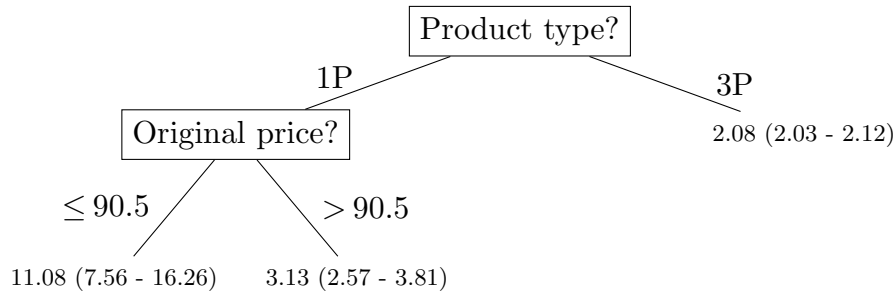 Product type?
1P
3P
Original price?
2.08 (2.03 - 2.12)
≤ 90.5
> 90.5
11.08 (7.56 - 16.26)
3.13 (2.57 - 3.81)